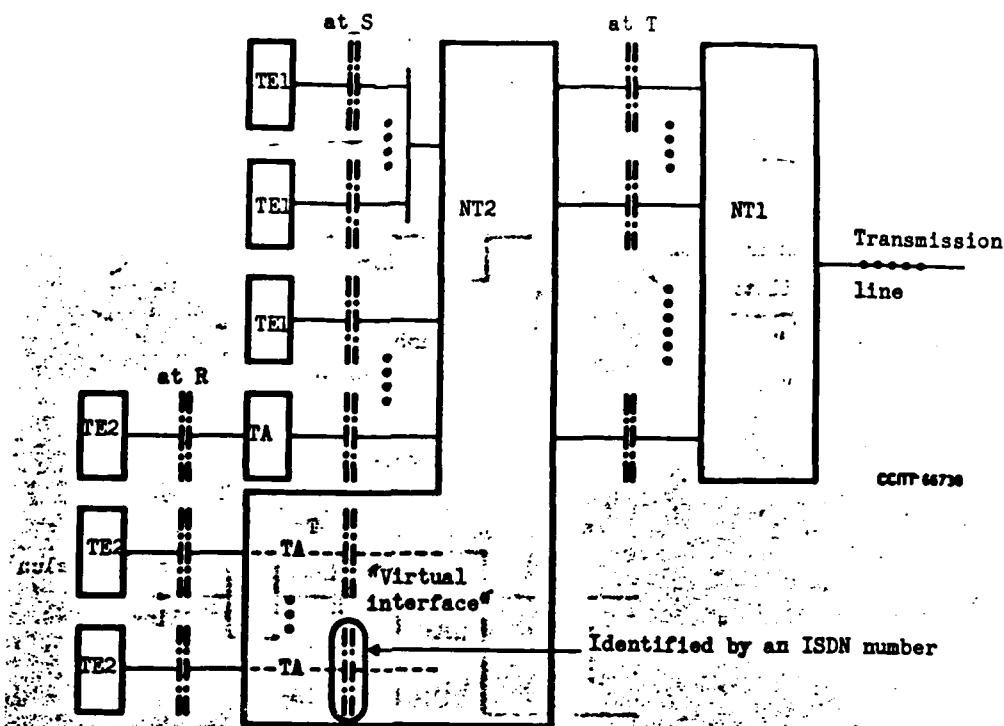 at S
at T
TE1
TE1
NT2
NT1
Transmission
line
TE1
at R
TE2
TA
CCITT 66730
T
TE2
TA
"Virtual
interface"
Identified by an ISDN number
TE2
TA